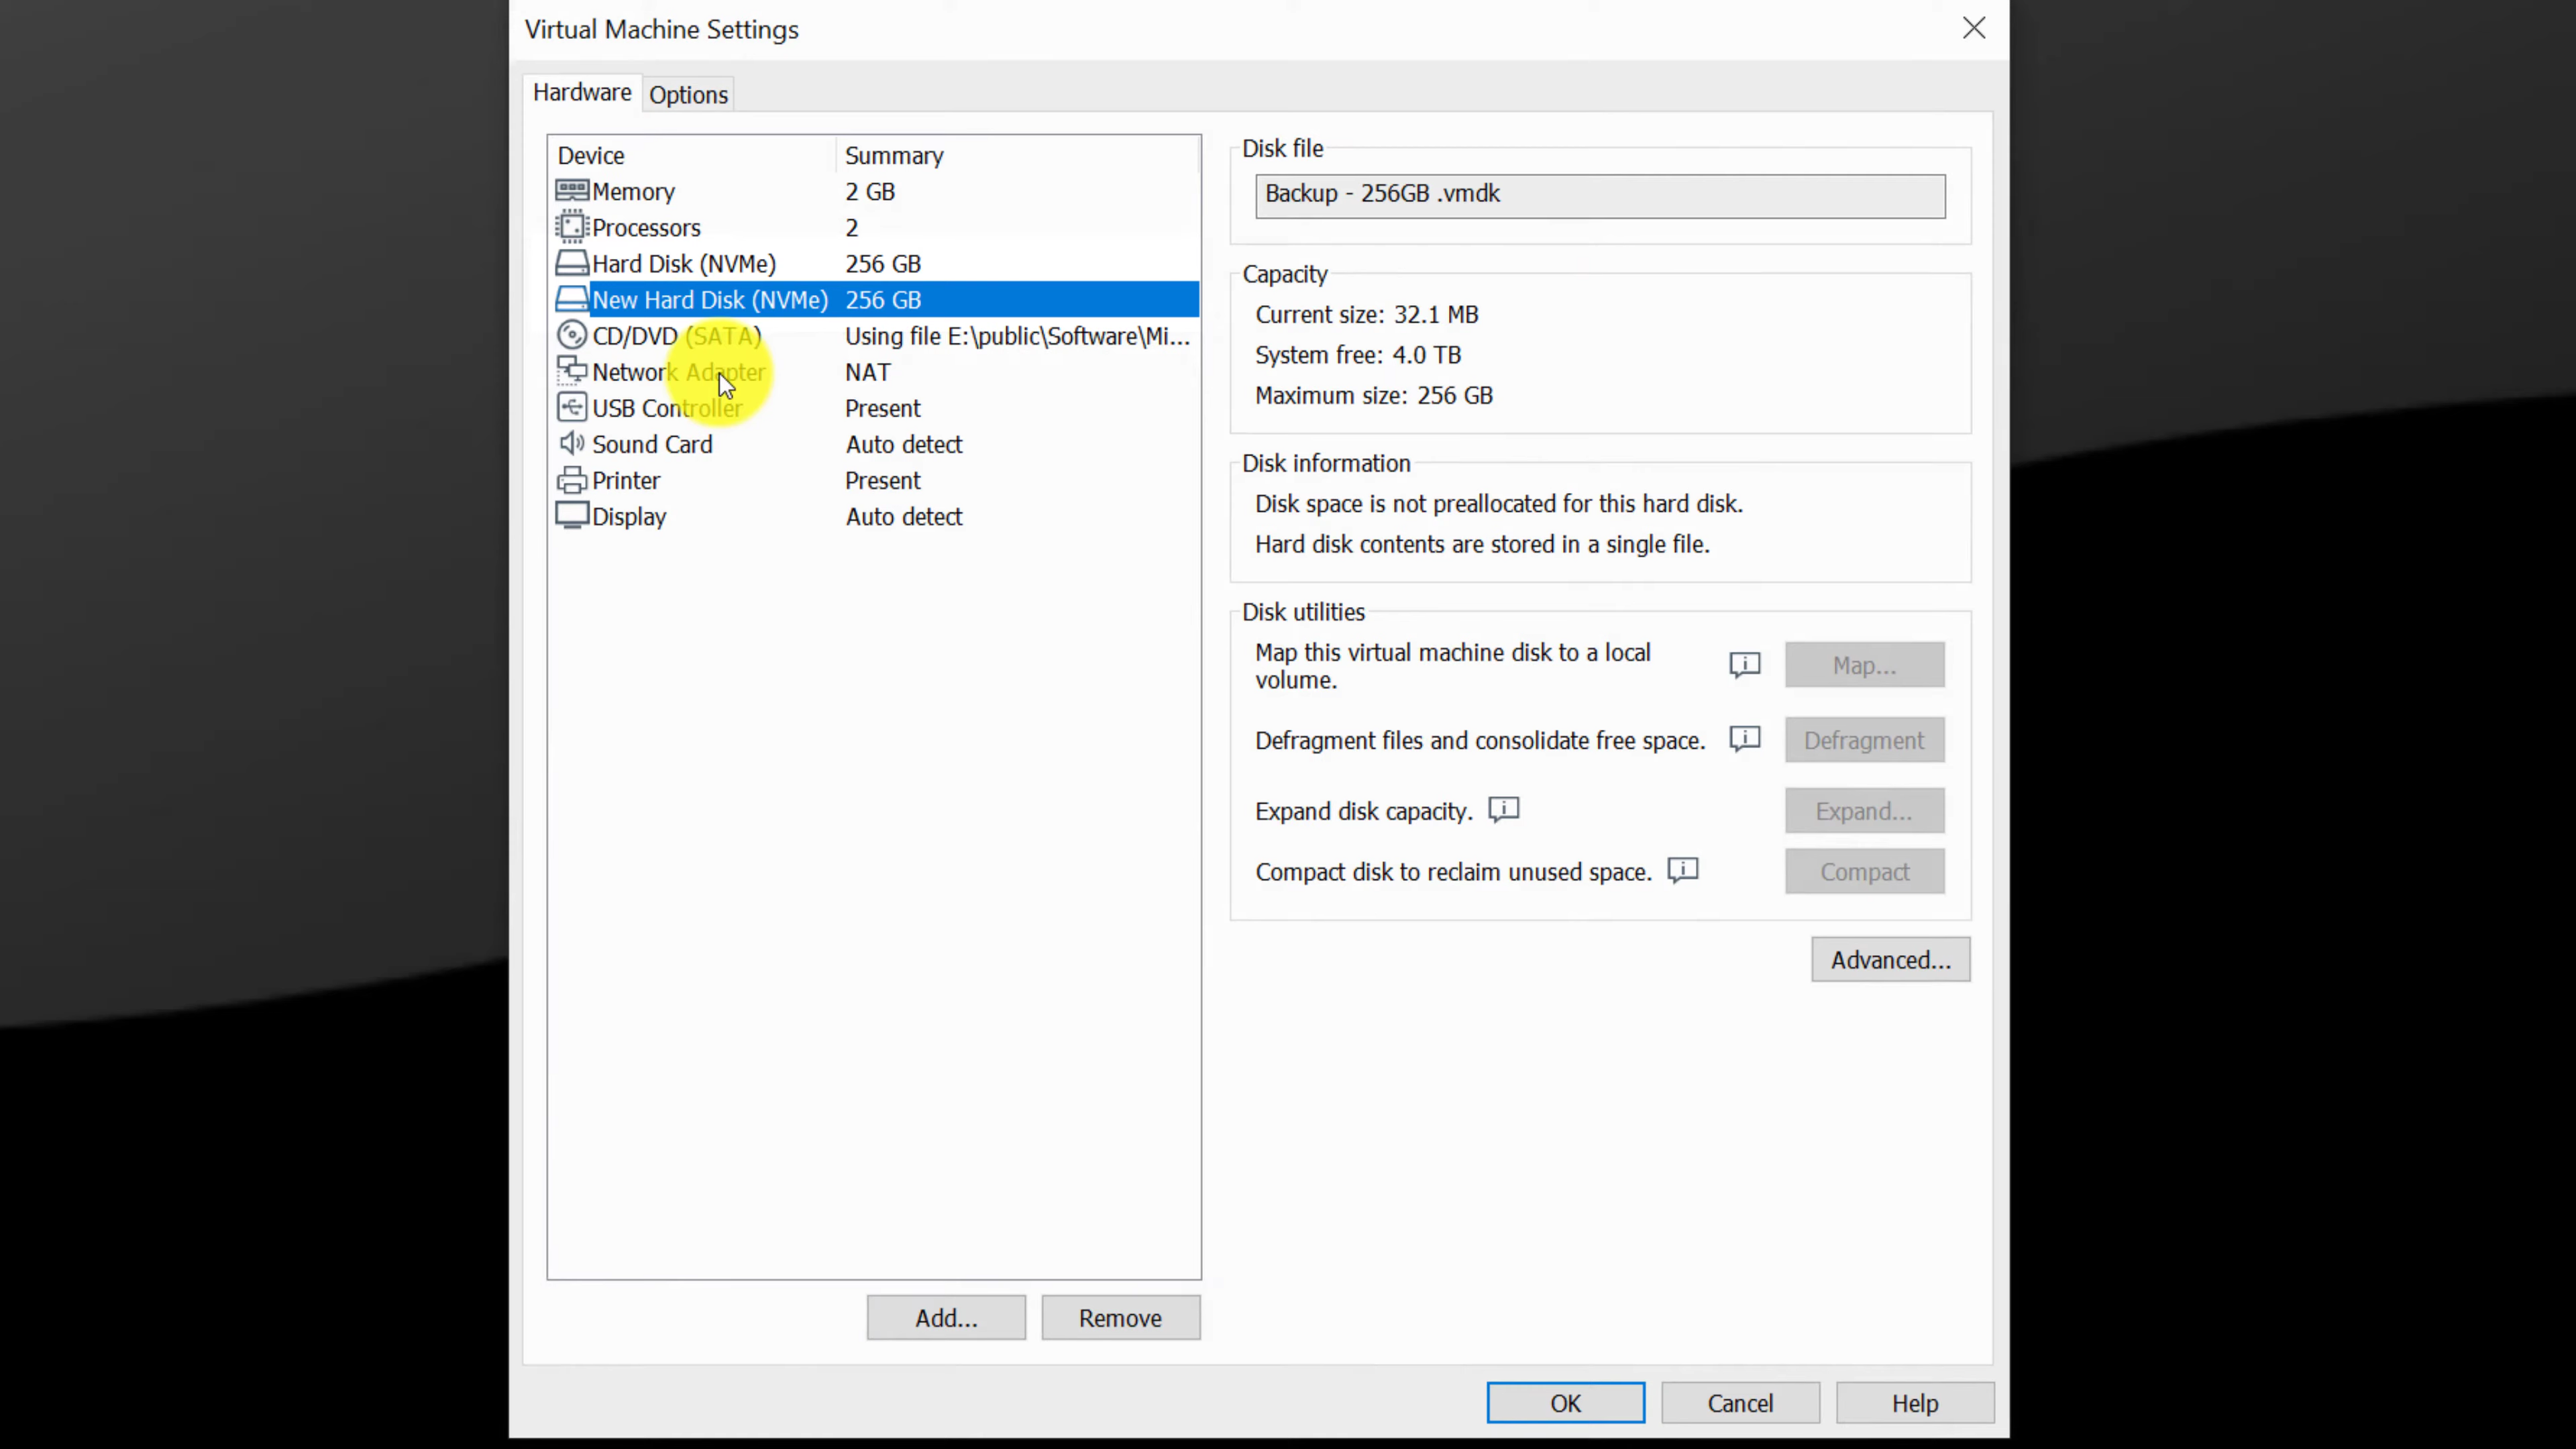 Virtual Machine Settings
Hardware Options
Device Summary
Memory 2 GB
Processors 2
Hard Disk (NVMe) 256 GB
New Hard Disk (NVMe) 256 GB
CD/DVD (SATA) Using file E:\public\Software\Mi...
Network Adapter NAT
USB Controller Present
Sound Card Auto detect
Printer Present
Display Auto detect
Add... Remove
Disk file
Backup - 256GB .vmdk
Capacity
Current size: 32.1 MB
System free: 4.0 TB
Maximum size: 256 GB
Disk information
Disk space is not preallocated for this hard disk.
Hard disk contents are stored in a single file.
Disk utilities
Map this virtual machine disk to a local
volume.
Map...
Defragment files and consolidate free space. Defragment
Expand disk capacity. Expand...
Compact disk to reclaim unused space. Compact
Advanced...
OK Cancel Help